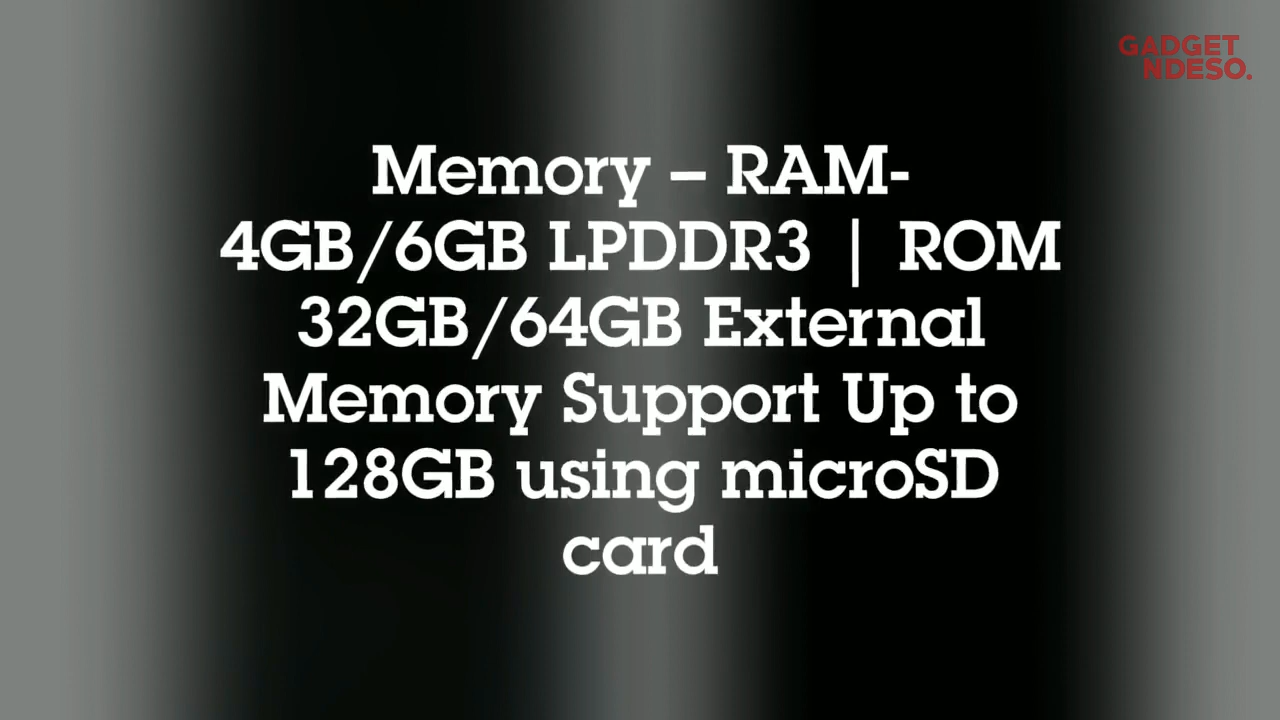 GADGET
NDESO.
Memory – RAM-
4GB/6GB LPDDR3 | ROM
32GB/64GB External
Memory Support Up to
128GB using microSD
card